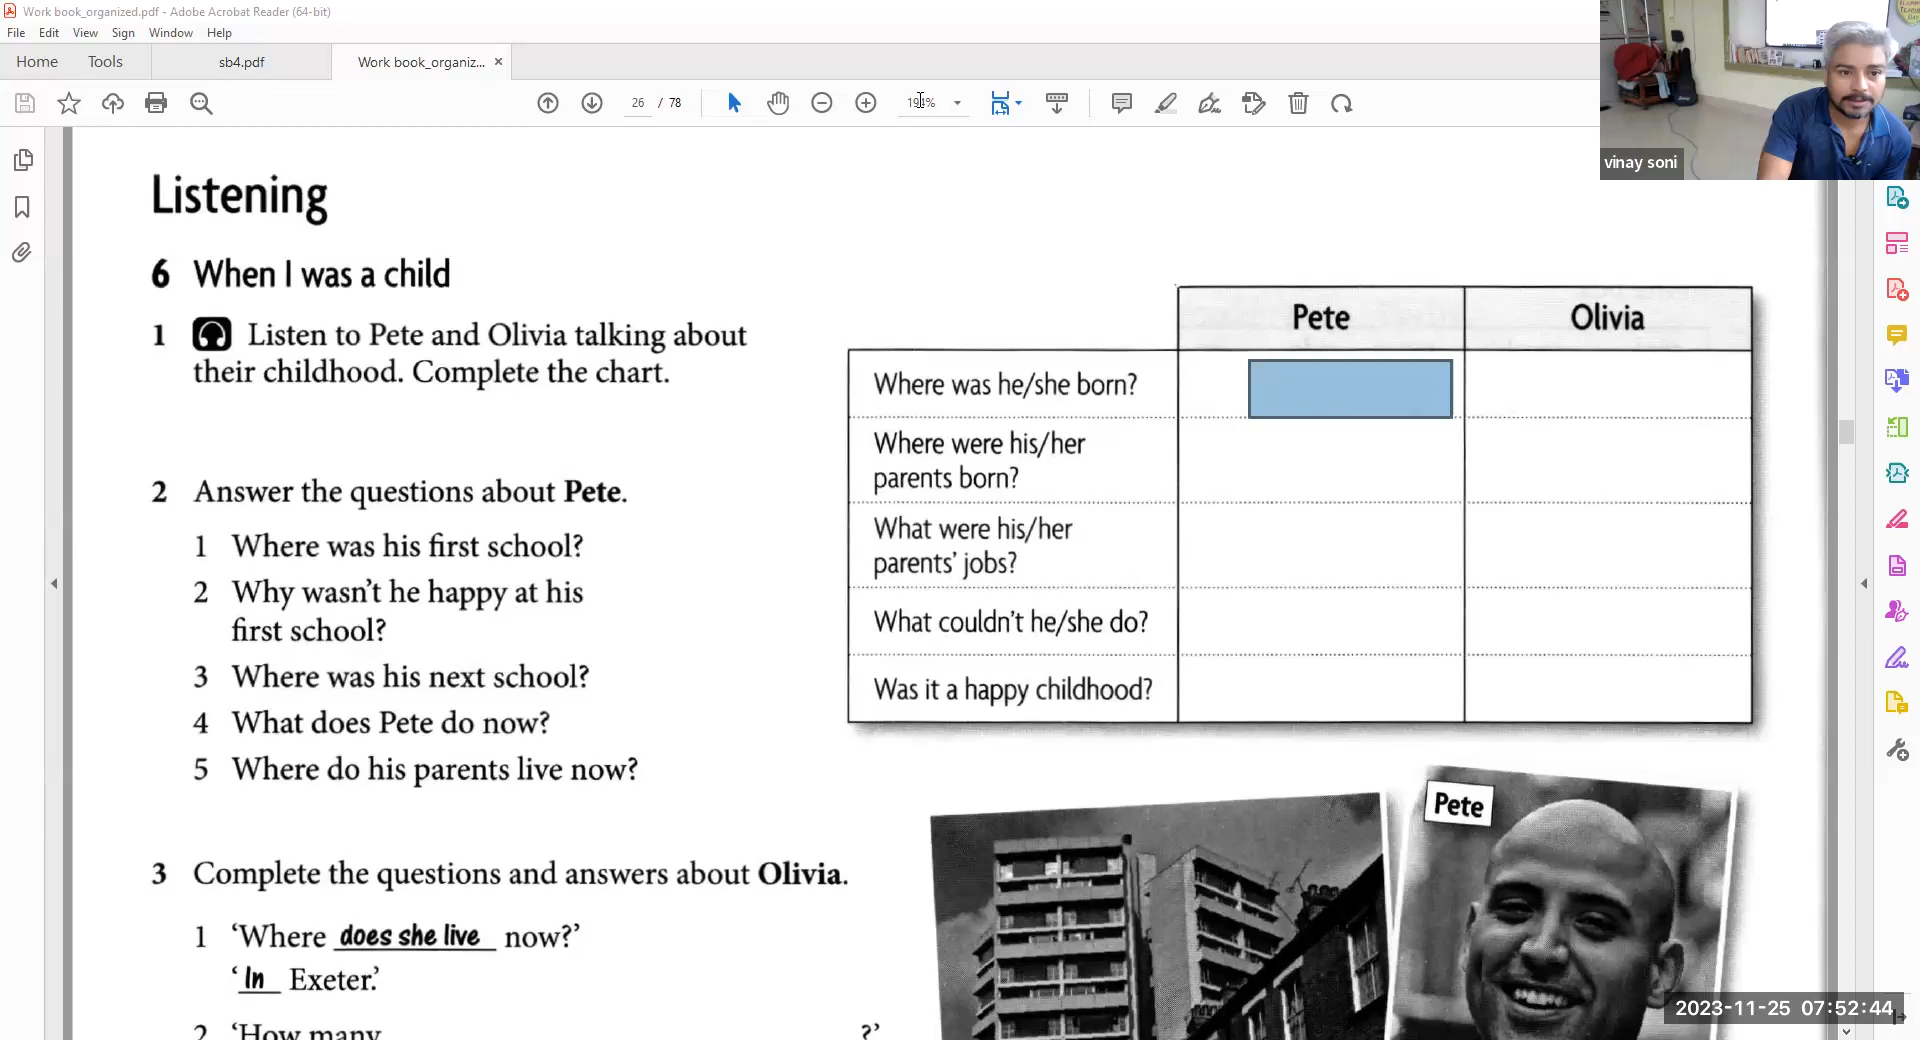 Work book_organized.pdf - Adobe Acrobat Reader (64-bit)
File Edit View Sign Window Help
Home Tools sb4.pdf Work book_organiz... ×
26 / 78
vinay soni
Listening
6 When I was a child
1 Listen to Pete and Olivia talking about
their childhood. Complete the chart.
Pete Olivia
Where was he/she born?
Where were his/her
parents born?
What were his/her
parents’ jobs?
What couldn’t he/she do?
Was it a happy childhood?
2 Answer the questions about Pete.
1 Where was his first school?
2 Why wasn’t he happy at his
first school?
3 Where was his next school?
4 What does Pete do now?
5 Where do his parents live now?
3 Complete the questions and answers about Olivia.
1 ‘Where does she live now?’
‘In Exeter.’
2 ‘How many ?’
Pete
2023-11-25 07:52:44